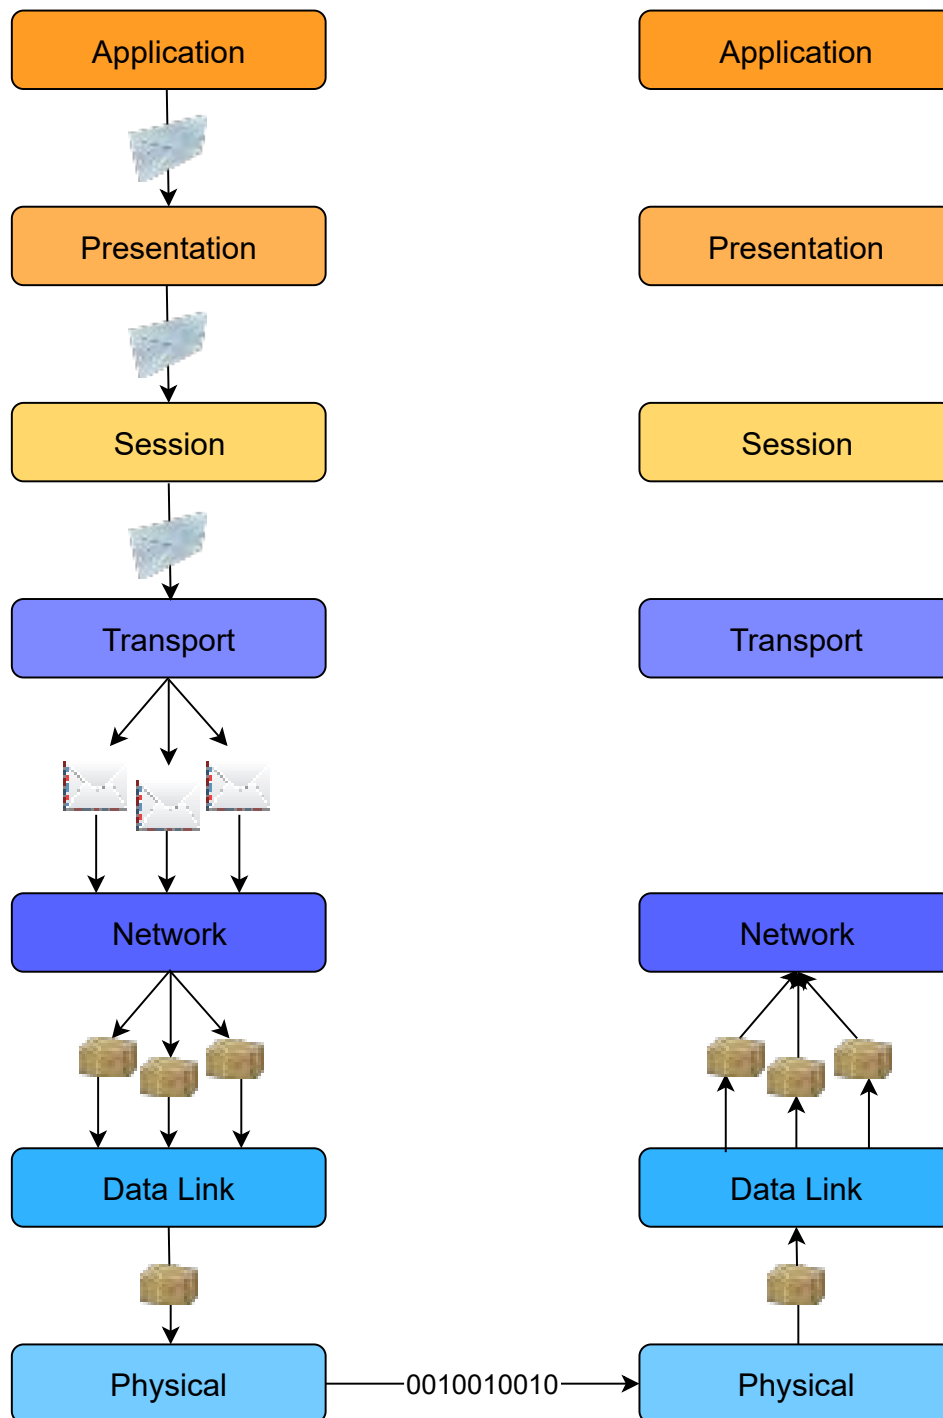 Application
Application
Presentation
Presentation
Session
Session
Transport
Transport
Network
Network
Data Link
Data Link
Physical
0010010010
Physical